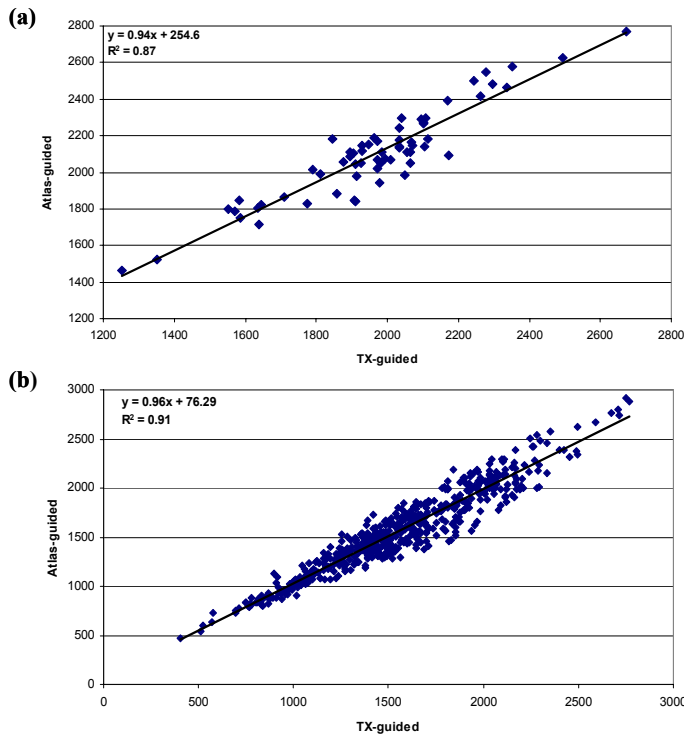 (a)
y = 0.94x + 254.6
R² = 0.87
2800
2600
2400
2200
2000
1800
1600
1400
1200
Atlas-guided
1200 1400 1600 1800 2000 2200 2400 2600 2800
TX-guided
(b)
y = 0.96x + 76.29
R² = 0.91
3000
2500
2000
1500
1000
500
0
Atlas-guided
0 500 1000 1500 2000 2500 3000
TX-guided